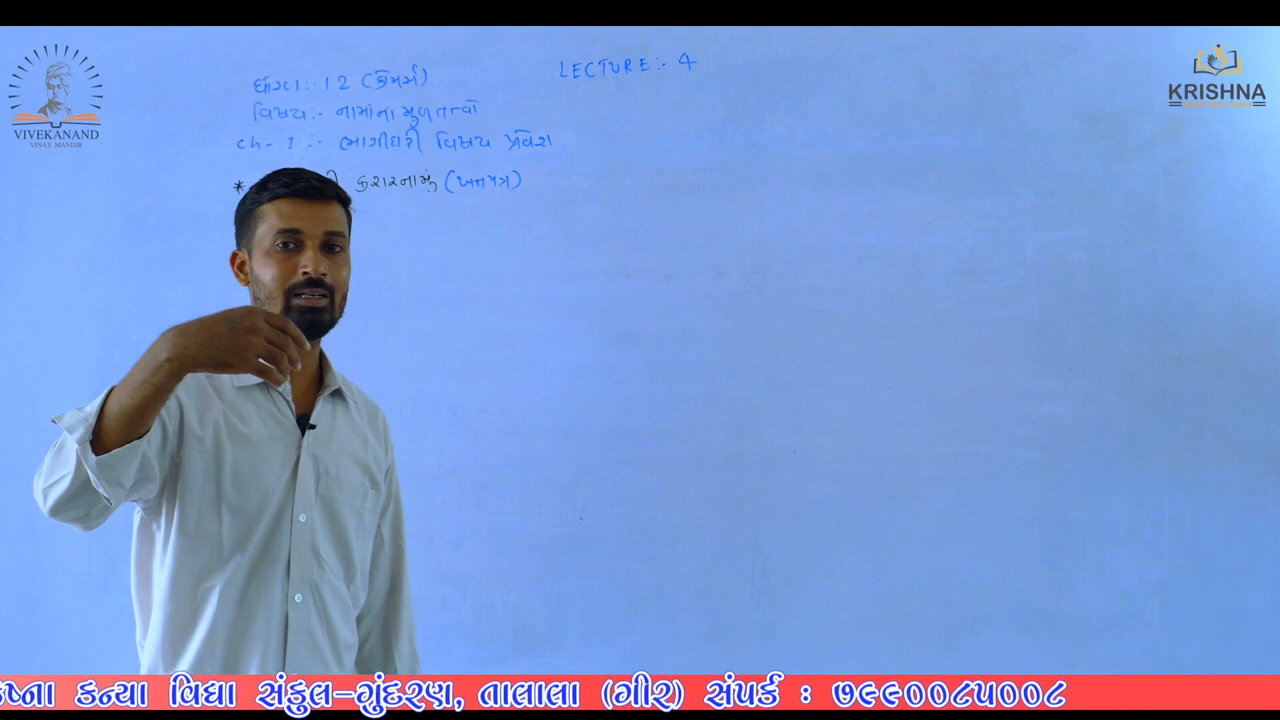 VIVEKANAND
VINAY MANDIR
KRISHNA
LECTURE :- 4
ધોરણ :- 12 (કોમર્સ)
વિષય :- નામાંના મુળતત્વો
Ch - 1 :- ભાગીદારી વિષય પ્રવેશ
* કરારનામું (ખતપત્ર)
ષ્ના કન્યા વિદ્યા સંકુલ-ગુંદરણ, તાલાલા (ગીર) સંપર્ક : ૭૯૯૦૦૮૫૦૦૮